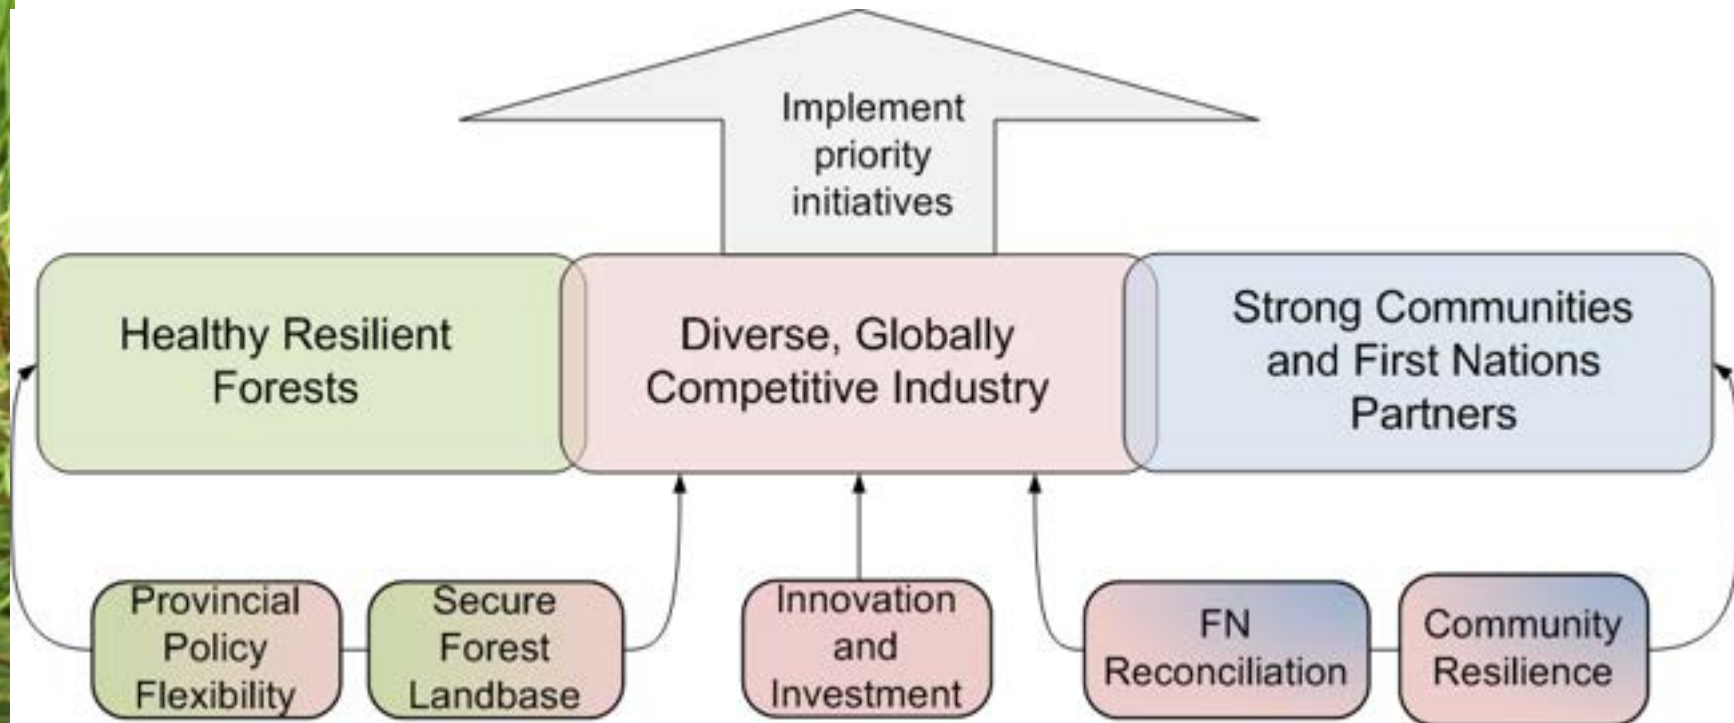 Implement
priority
initiatives
Healthy Resilient
Forests
Diverse, Globally
Competitive Industry
Strong Communities
and First Nations
Partners
Provincial
Policy
Flexibility
Secure
Forest
Landbase
Innovation
and
Investment
FN
Reconciliation
Community
Resilience